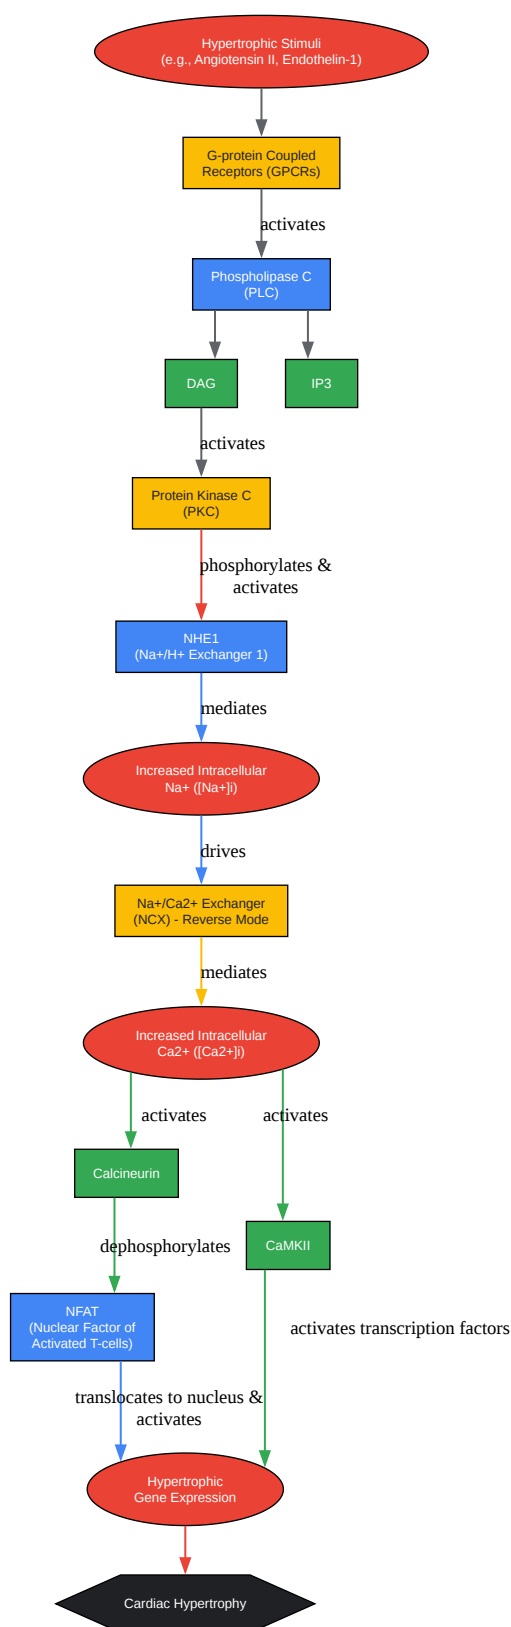 Hypertrophic Stimuli
(e.g., Angiotensin II, Endothelin-1)
G-protein Coupled
Receptors (GPCRs)
activates
Phospholipase C
(PLC)
DAG
IP3
activates
Protein Kinase C
(PKC)
phosphorylates &
activates
NHE1
(Na+/H+ Exchanger 1)
mediates
Increased Intracellular
Na+ ([Na+]i)
drives
Na+/Ca2+ Exchanger
(NCX) - Reverse Mode
mediates
Increased Intracellular
Ca2+ ([Ca2+]i)
activates
activates
Calcineurin
CaMKII
dephosphorylates
NFAT
(Nuclear Factor of
Activated T-cells)
activates transcription factors
translocates to nucleus &
activates
Hypertrophic
Gene Expression
Cardiac Hypertrophy